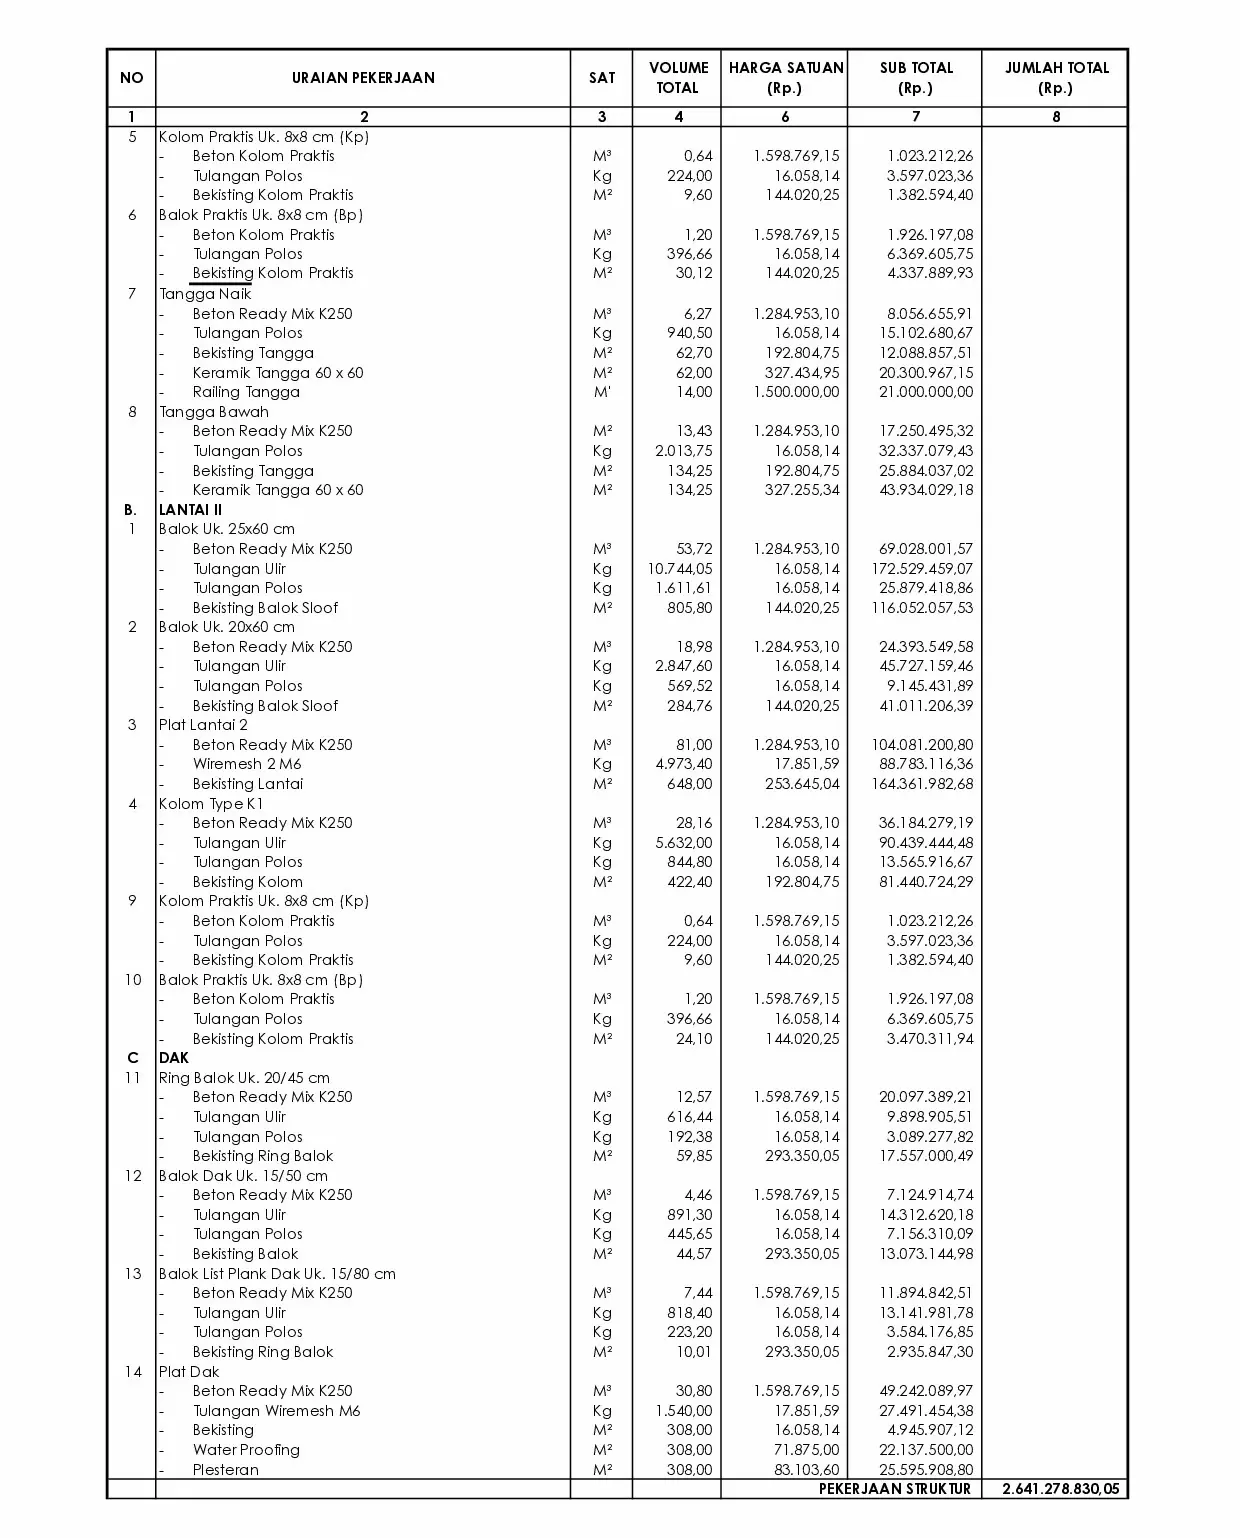 NO URAIAN PEKERJAAN SAT VOLUME TOTAL HARGA SATUAN (Rp.) SUB TOTAL (Rp.) JUMLAH TOTAL (Rp.)
1 2 3 4 6 7 8
5 Kolom Praktis Uk. 8x8 cm (Kp)
- Beton Kolom Praktis M³ 0,64 1.598.769,15 1.023.212,26
- Tulangan Polos Kg 224,00 16.058,14 3.597.023,36
- Bekisting Kolom Praktis M² 9,60 144.020,25 1.382.594,40
6 Balok Praktis Uk. 8x8 cm (Bp)
- Beton Kolom Praktis M³ 1,20 1.598.769,15 1.926.197,08
- Tulangan Polos Kg 396,66 16.058,14 6.369.605,75
- Bekisting Kolom Praktis M² 30,12 144.020,25 4.337.889,93
7 Tangga Naik
- Beton Ready Mix K250 M³ 6,27 1.284.953,10 8.056.655,91
- Tulangan Polos Kg 940,50 16.058,14 15.102.680,67
- Bekisting Tangga M² 62,70 192.804,75 12.088.857,51
- Keramik Tangga 60 x 60 M² 62,00 327.434,95 20.300.967,15
- Railing Tangga M' 14,00 1.500.000,00 21.000.000,00
8 Tangga Bawah
- Beton Ready Mix K250 M² 13,43 1.284.953,10 17.250.495,32
- Tulangan Polos Kg 2.013,75 16.058,14 32.337.079,43
- Bekisting Tangga M² 134,25 192.804,75 25.884.037,02
- Keramik Tangga 60 x 60 M² 134,25 327.255,34 43.934.029,18
B. LANTAI II
1 Balok Uk. 25x60 cm
- Beton Ready Mix K250 M³ 53,72 1.284.953,10 69.028.001,57
- Tulangan Ulir Kg 10.744,05 16.058,14 172.529.459,07
- Tulangan Polos Kg 1.611,61 16.058,14 25.879.418,86
- Bekisting Balok Sloof M² 805,80 144.020,25 116.052.057,53
2 Balok Uk. 20x60 cm
- Beton Ready Mix K250 M³ 18,98 1.284.953,10 24.393.549,58
- Tulangan Ulir Kg 2.847,60 16.058,14 45.727.159,46
- Tulangan Polos Kg 569,52 16.058,14 9.145.431,89
- Bekisting Balok Sloof M² 284,76 144.020,25 41.011.206,39
3 Plat Lantai 2
- Beton Ready Mix K250 M³ 81,00 1.284.953,10 104.081.200,80
- Wiremesh 2 M6 Kg 4.973,40 17.851,59 88.783.116,36
- Bekisting Lantai M² 648,00 253.645,04 164.361.982,68
4 Kolom Type K1
- Beton Ready Mix K250 M³ 28,16 1.284.953,10 36.184.279,19
- Tulangan Ulir Kg 5.632,00 16.058,14 90.439.444,48
- Tulangan Polos Kg 844,80 16.058,14 13.565.916,67
- Bekisting Kolom M² 422,40 192.804,75 81.440.724,29
9 Kolom Praktis Uk. 8x8 cm (Kp)
- Beton Kolom Praktis M³ 0,64 1.598.769,15 1.023.212,26
- Tulangan Polos Kg 224,00 16.058,14 3.597.023,36
- Bekisting Kolom Praktis M² 9,60 144.020,25 1.382.594,40
10 Balok Praktis Uk. 8x8 cm (Bp)
- Beton Kolom Praktis M³ 1,20 1.598.769,15 1.926.197,08
- Tulangan Polos Kg 396,66 16.058,14 6.369.605,75
- Bekisting Kolom Praktis M² 24,10 144.020,25 3.470.311,94
C DAK
11 Ring Balok Uk. 20/45 cm
- Beton Ready Mix K250 M³ 12,57 1.598.769,15 20.097.389,21
- Tulangan Ulir Kg 616,44 16.058,14 9.898.905,51
- Tulangan Polos Kg 192,38 16.058,14 3.089.277,82
- Bekisting Ring Balok M² 59,85 293.350,05 17.557.000,49
12 Balok Dak Uk. 15/50 cm
- Beton Ready Mix K250 M³ 4,46 1.598.769,15 7.124.914,74
- Tulangan Ulir Kg 891,30 16.058,14 14.312.620,18
- Tulangan Polos Kg 445,65 16.058,14 7.156.310,09
- Bekisting Balok M² 44,57 293.350,05 13.073.144,98
13 Balok List Plank Dak Uk. 15/80 cm
- Beton Ready Mix K250 M³ 7,44 1.598.769,15 11.894.842,51
- Tulangan Ulir Kg 818,40 16.058,14 13.141.981,78
- Tulangan Polos Kg 223,20 16.058,14 3.584.176,85
- Bekisting Ring Balok M² 10,01 293.350,05 2.935.847,30
14 Plat Dak
- Beton Ready Mix K250 M³ 30,80 1.598.769,15 49.242.089,97
- Tulangan Wiremesh M6 Kg 1.540,00 17.851,59 27.491.454,38
- Bekisting M² 308,00 16.058,14 4.945.907,12
- Water Proofing M² 308,00 71.875,00 22.137.500,00
- Plesteran M² 308,00 83.103,60 25.595.908,80
PEKERJAAN STRUKTUR 2.641.278.830,05